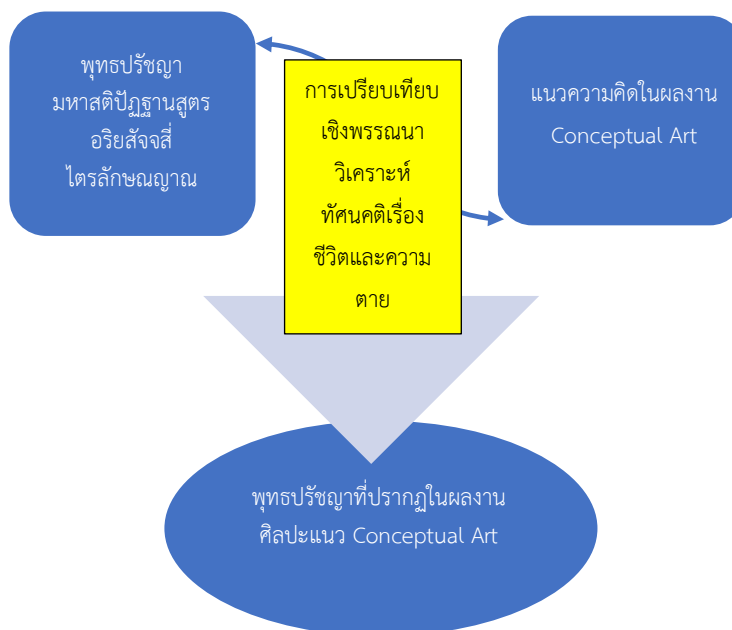 พุทธปรัชญา
มหาสติปัฏฐานสูตร
อริยสัจจสี่
ไตรลักษณญาณ
การเปรียบเทียบ
เชิงพรรณนา
วิเคราะห์
ทัศนคติเรื่อง
ชีวิตและความ
ตาย
แนวความคิดในผลงาน
Conceptual Art
พุทธปรัชญาที่ปรากฏในผลงาน
ศิลปะแนว Conceptual Art